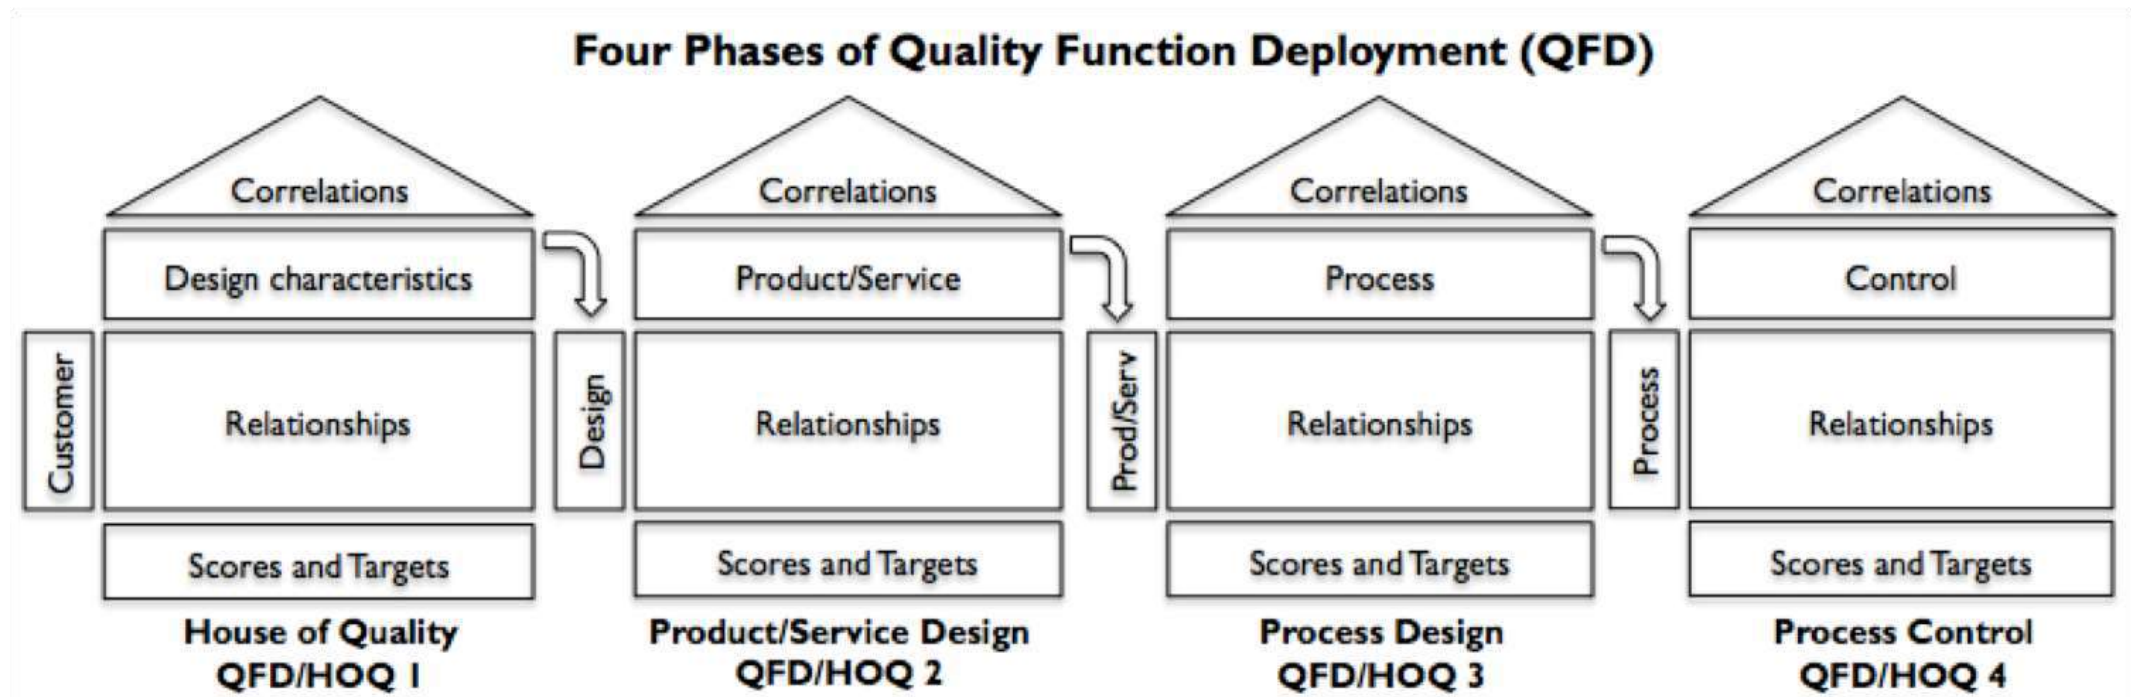 Four Phases of Quality Function Deployment (QFD)
Correlations
Design characteristics
Customer
Relationships
Scores and Targets
House of Quality
QFD/HOQ 1
Correlations
Product/Service
Design
Relationships
Scores and Targets
Product/Service Design
QFD/HOQ 2
Correlations
Process
Prod/Serv
Relationships
Scores and Targets
Process Design
QFD/HOQ 3
Correlations
Control
Process
Relationships
Scores and Targets
Process Control
QFD/HOQ 4